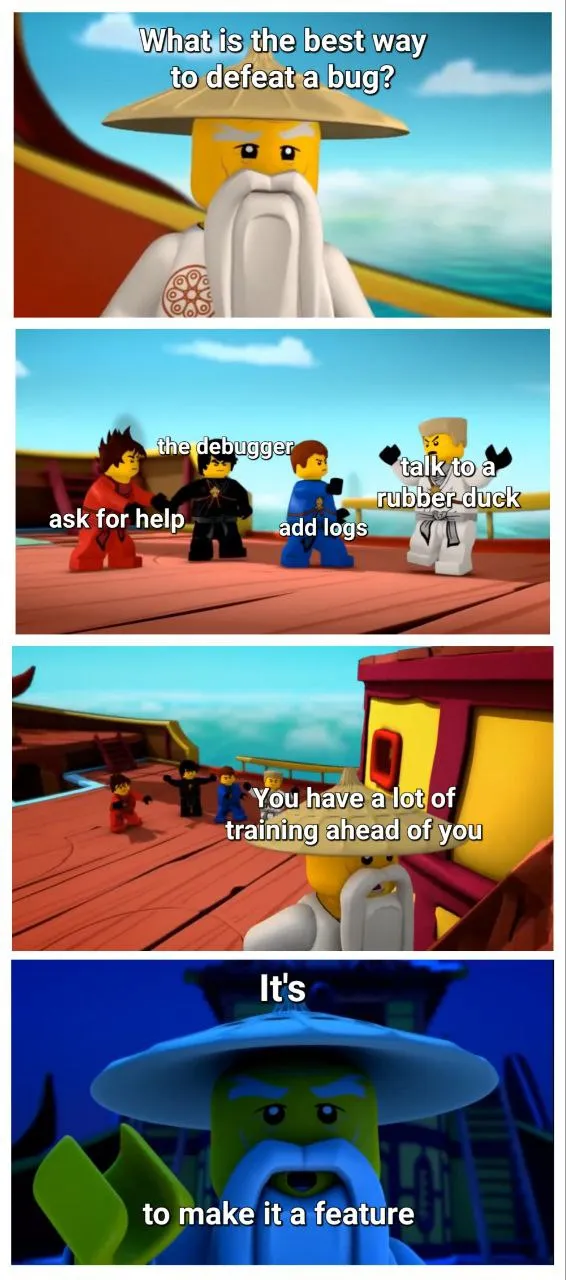 What is the best way
to defeat a bug?
the debugger
talk to a
rubber duck
ask for help
add logs
You have a lot of
training ahead of you
It's
to make it a feature